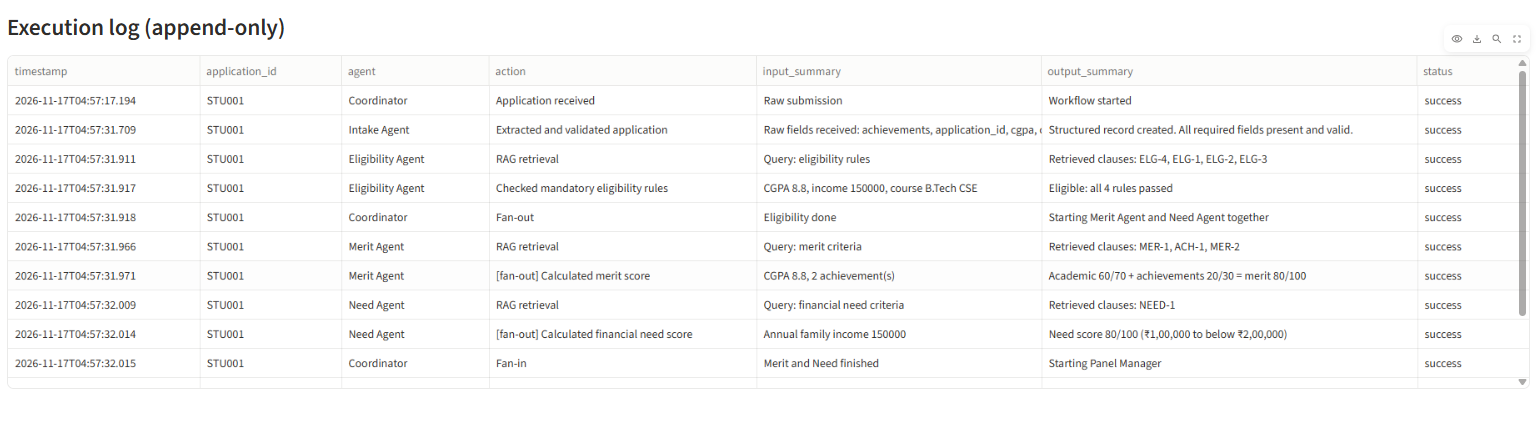 Execution log (append-only)
timestamp application_id agent action input_summary output_summary status
2026-11-17T04:57:17.194 STU001 Coordinator Application received Raw submission Workflow started success
2026-11-17T04:57:31.709 STU001 Intake Agent Extracted and validated application Raw fields received: achievements, application_id, cgpa, Structured record created. All required fields present and valid. success
2026-11-17T04:57:31.911 STU001 Eligibility Agent RAG retrieval Query: eligibility rules Retrieved clauses: ELG-4, ELG-1, ELG-2, ELG-3 success
2026-11-17T04:57:31.917 STU001 Eligibility Agent Checked mandatory eligibility rules CGPA 8.8, income 150000, course B.Tech CSE Eligible: all 4 rules passed success
2026-11-17T04:57:31.918 STU001 Coordinator Fan-out Eligibility done Starting Merit Agent and Need Agent together success
2026-11-17T04:57:31.966 STU001 Merit Agent RAG retrieval Query: merit criteria Retrieved clauses: MER-1, ACH-1, MER-2 success
2026-11-17T04:57:31.971 STU001 Merit Agent [fan-out] Calculated merit score CGPA 8.8, 2 achievement(s) Academic 60/70 + achievements 20/30 = merit 80/100 success
2026-11-17T04:57:32.009 STU001 Need Agent RAG retrieval Query: financial need criteria Retrieved clauses: NEED-1 success
2026-11-17T04:57:32.014 STU001 Need Agent [fan-out] Calculated financial need score Annual family income 150000 Need score 80/100 (₹1,00,000 to below ₹2,00,000) success
2026-11-17T04:57:32.015 STU001 Coordinator Fan-in Merit and Need finished Starting Panel Manager success